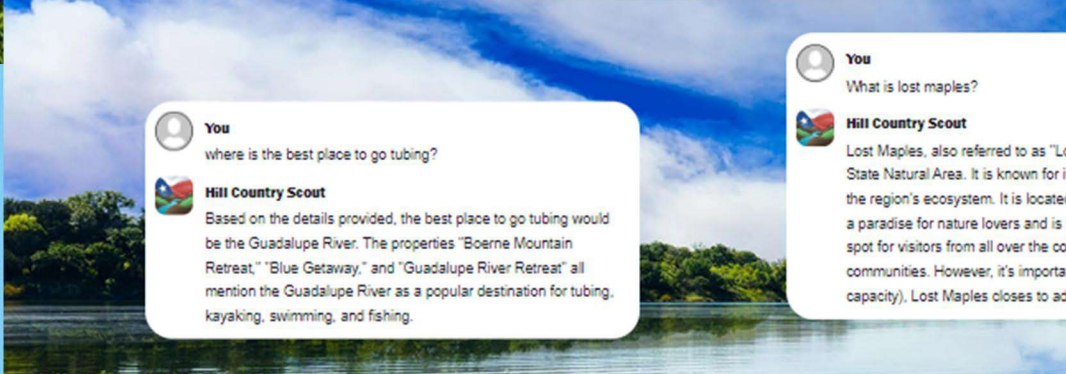 You
where is the best place to go tubing?
Hill Country Scout
Based on the details provided, the best place to go tubing would
be the Guadalupe River. The properties "Boerne Mountain
Retreat," "Blue Getaway," and "Guadalupe River Retreat" all
mention the Guadalupe River as a popular destination for tubing,
kayaking, swimming, and fishing.
You
What is lost maples?
Hill Country Scout
Lost Maples, also referred to as
State Natural Area. It is known for
the region's ecosystem. It is located
a paradise for nature lovers and is
spot for visitors from all over the
communities. However, it's
capacity), Lost Maples closes to